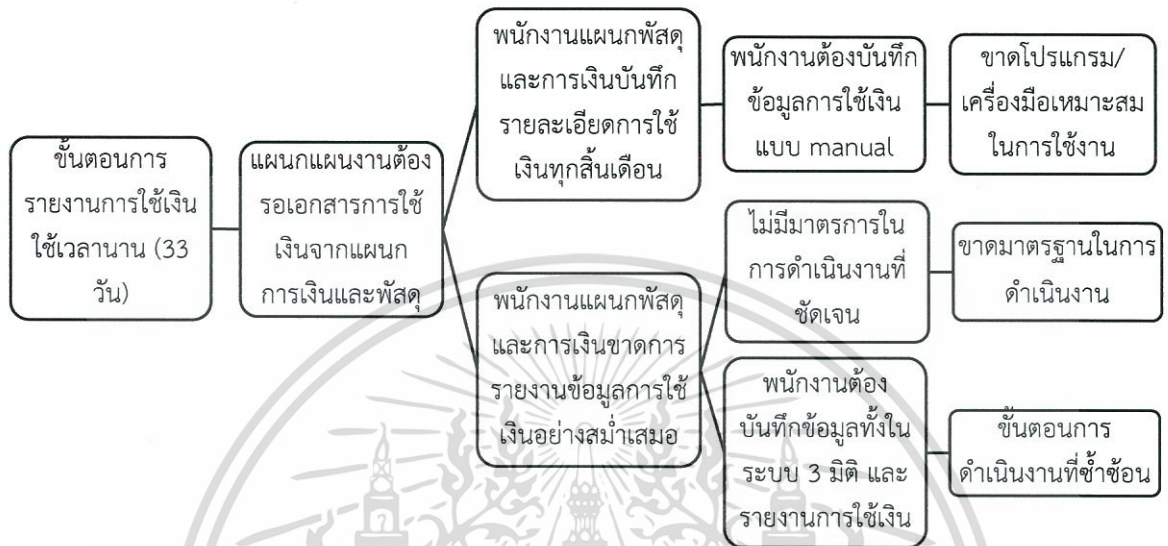 ขั้นตอนการ
รายงานการใช้เงิน
ใช้เวลานาน (33
วัน)
แผนกแผนงานต้อง
รอเอกสารการใช้
เงินจากแผนก
การเงินและพัสดุ
พนักงานแผนกพัสดุ
และการเงินบันทึก
รายละเอียดการใช้
เงินทุกสิ้นเดือน
พนักงานต้องบันทึก
ข้อมูลการใช้เงิน
แบบ manual
ขาดโปรแกรม/
เครื่องมือเหมาะสม
ในการใช้งาน
พนักงานแผนกพัสดุ
และการเงินขาดการ
รายงานข้อมูลการใช้
เงินอย่างสม่ำเสมอ
ไม่มีมาตรการใน
การดำเนินงานที่
ชัดเจน
ขาดมาตรฐานในการ
ดำเนินงาน
พนักงานต้อง
บันทึกข้อมูลทั้งใน
ระบบ 3 มิติ และ
รายงานการใช้เงิน
ขั้นตอนการ
ดำเนินงานที่ซ้ำซ้อน